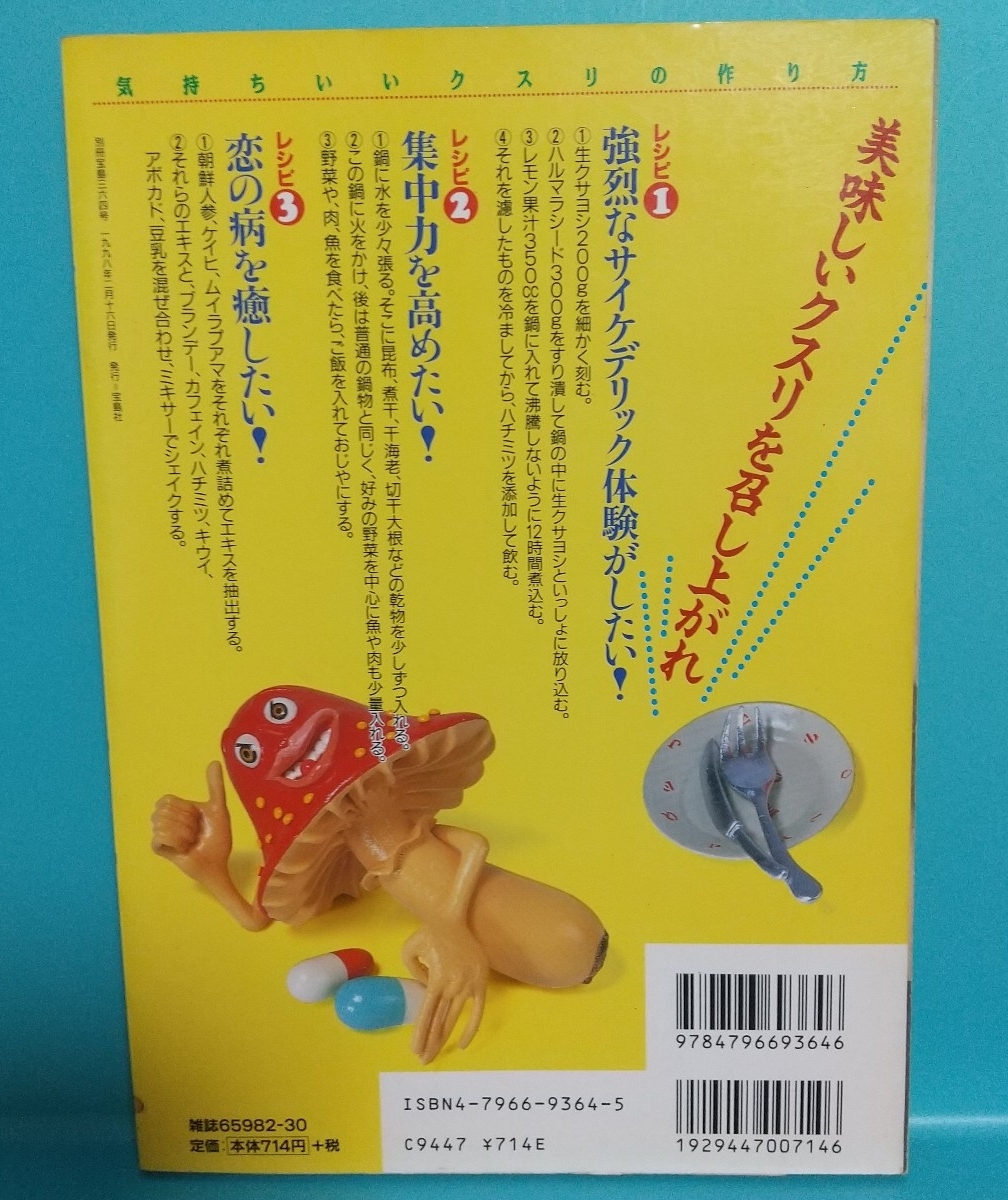 気持ちいいクスリの作り方
美味しいクスリを召し上がれ
レシピ1
強烈なサイケデリック体験がしたい!
①生クサヨシ200gを細かく刻む。
②ハルマラシード300gをすり潰して鍋の中に生クサヨシといっしょに放り込む。
③レモン果汁350ccを鍋に入れて沸騰しないように12時間煮込む。
④それを濾したものを冷ましてから、ハチミツを添加して飲む。
レシピ2
集中力を高めたい!
①鍋に水を少々張る。そこに昆布、煮干、干海老、切干大根などの乾物を少しずつ入れる。
②この鍋に火をかけ、後は普通の鍋物と同じく、好みの野菜を中心に魚や肉も少量入れる。
③野菜や、肉、魚を食べたら、ご飯を入れておじやにする。
レシピ3
恋の病を癒したい!
①朝鮮人参、ケイヒ、ムイラプアマをそれぞれ煮詰めてエキスを抽出する。
②それらのエキスと、ブランデー、カフェイン、ハチミツ、キウイ、
アボカド、豆乳を混ぜ合わせ、ミキサーでシェイクする。
別冊宝島三六四号 一九九八年二月十六日発行 発行=宝島社
9784796693646
ISBN4-7966-9364-5
C9447 ¥714E
1929447007146
雑誌65982-30
定価:本体714円+税